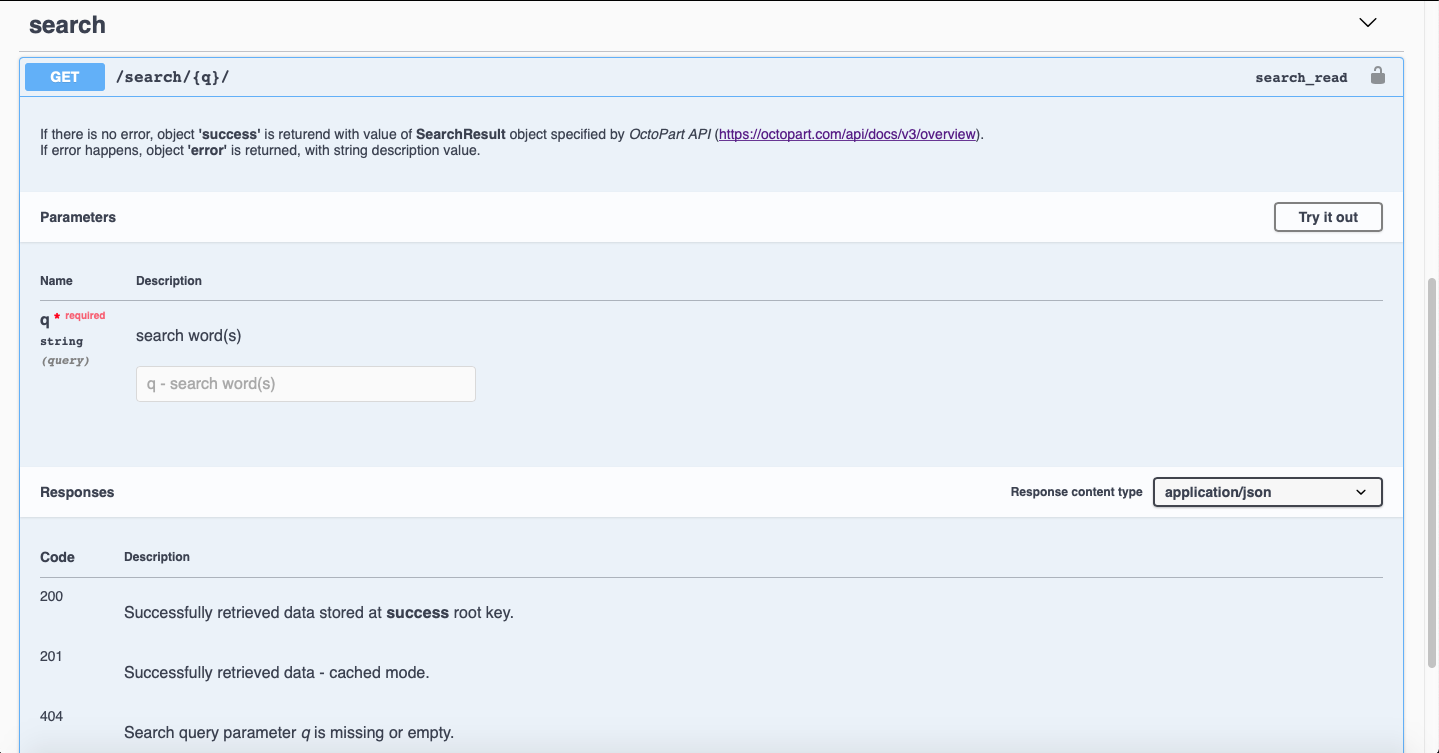 search
GET /search/{q}/ search_read
If there is no error, object 'success' is returend with value of SearchResult object specified by OctoPart API (https://octopart.com/api/docs/v3/overview).
If error happens, object 'error' is returned, with string description value.
Parameters Try it out
Name Description
q * required
string
(query)
search word(s)
q - search word(s)
Responses Response content type application/json
Code Description
200
Successfully retrieved data stored at success root key.
201
Successfully retrieved data - cached mode.
404
Search query parameter q is missing or empty.